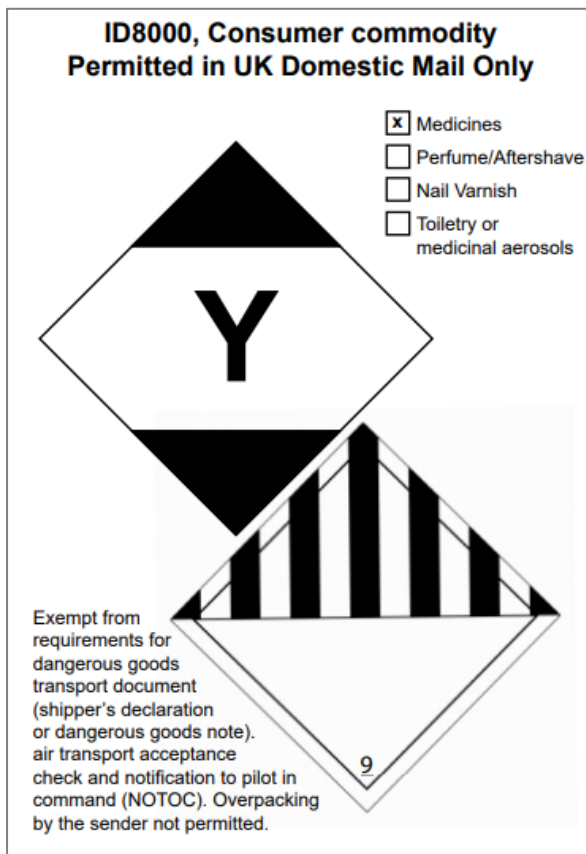 ID8000, Consumer commodity
Permitted in UK Domestic Mail Only
x Medicines
Perfume/Aftershave
Nail Varnish
Toiletry or
medicinal aerosols
Y
Exempt from
requirements for
dangerous goods
transport document
(shipper's declaration
or dangerous goods note).
air transport acceptance
check and notification to pilot in
command (NOTOC). Overpacking
by the sender not permitted.
9